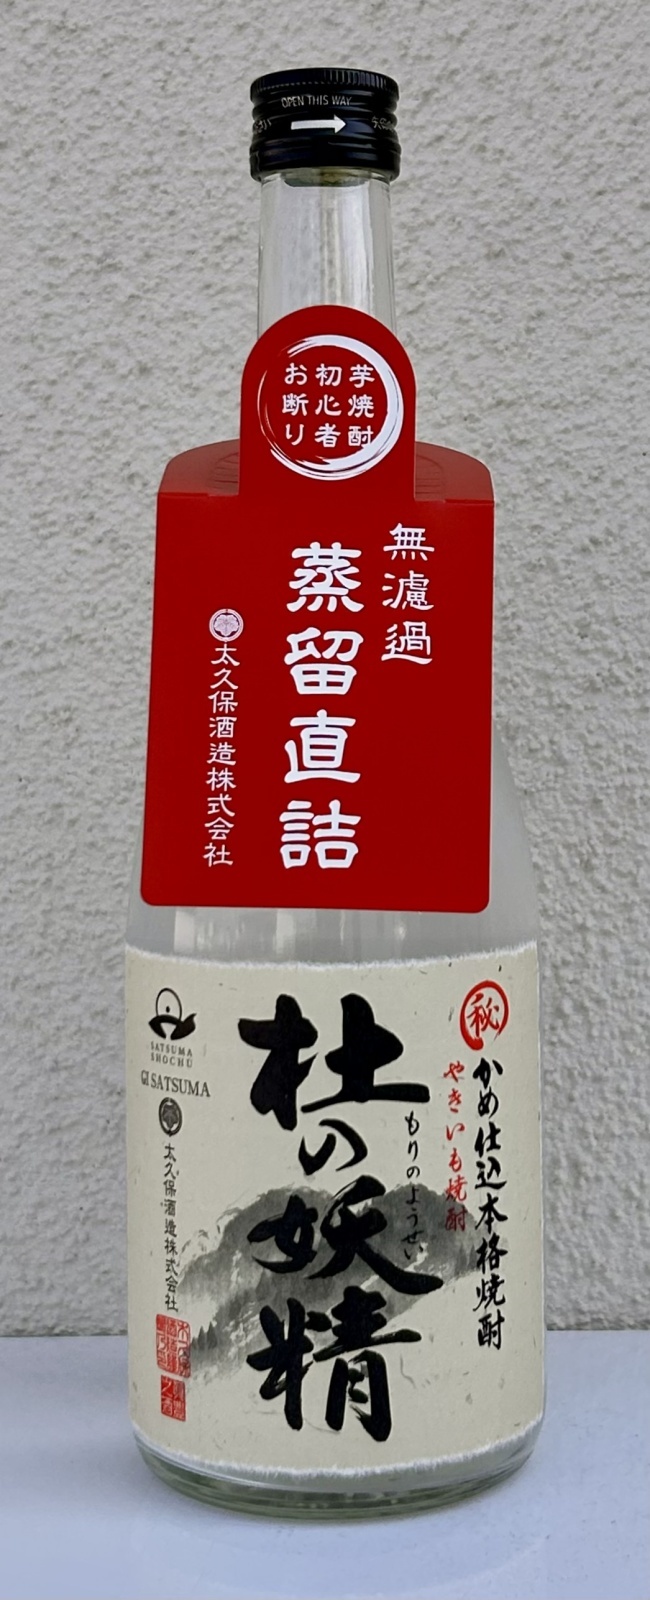 OPEN THIS WAY
芋焼酎
初心者
お断り
無濾過
蒸留直詰
太久保酒造株式会社
㊙
かめ仕込本格焼酎
やきいも焼酎
杜の妖精
もりのようせい
SATSUMA
SHOCHU
GI SATSUMA
太久保酒造株式会社